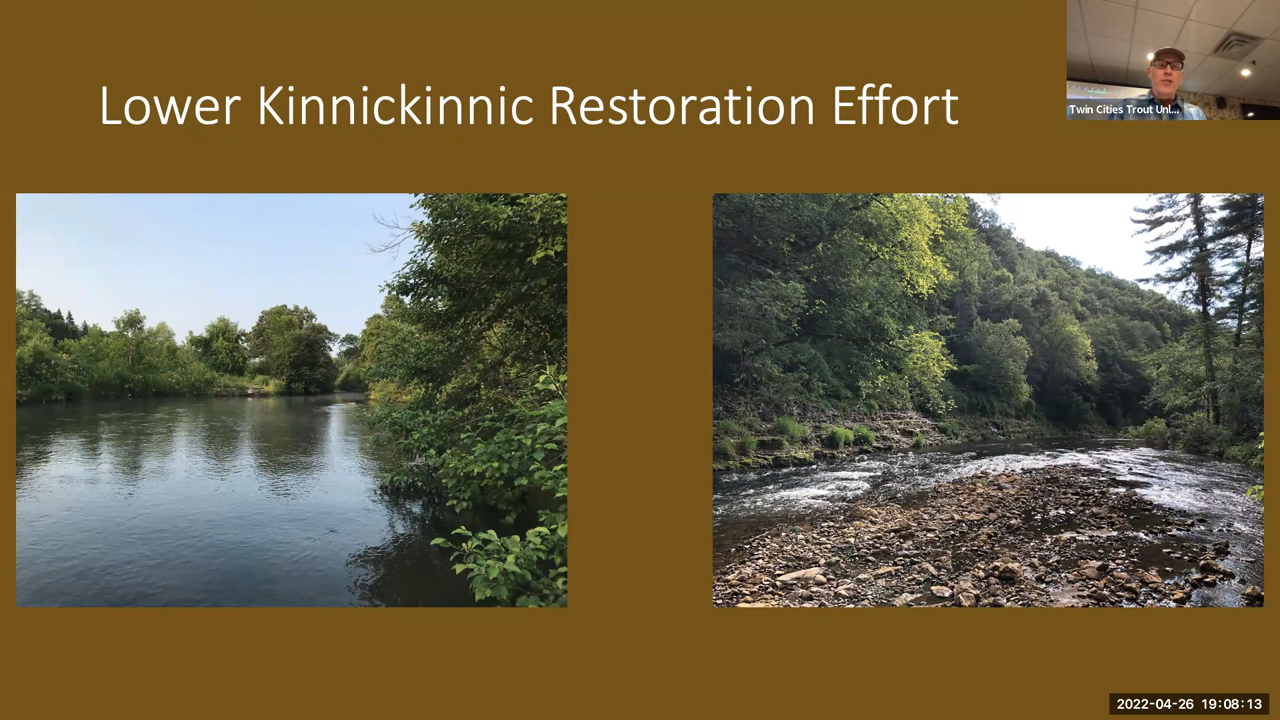 Lower Kinnickinnic Restoration Effort
Twin Cities Trout Unl...
2022-04-26 19:08:13